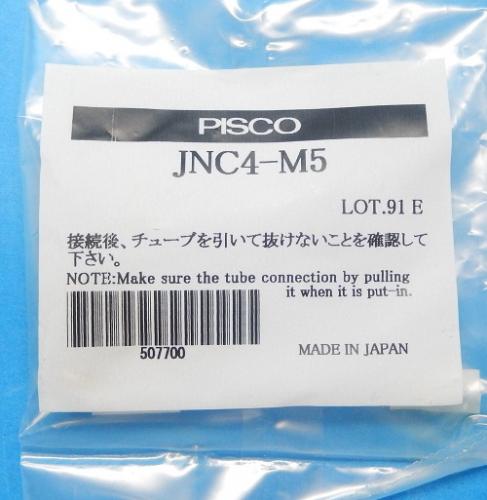 PISCO
JNC4-M5
LOT.91 E
接続後、チューブを引いて抜けないことを確認して
下さい。
NOTE:Make sure the tube connection by pulling
it when it is put-in.
507700
MADE IN JAPAN